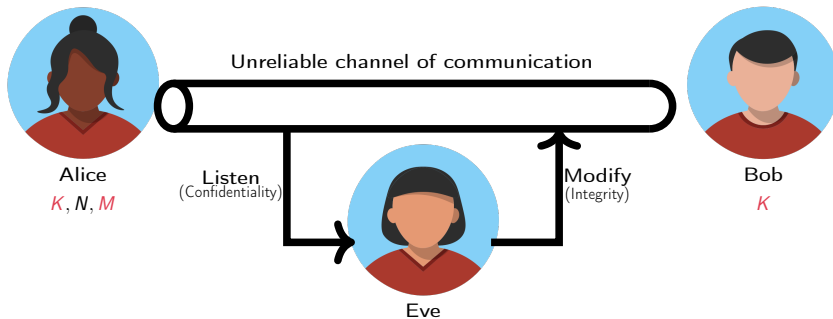 Unreliable channel of communication
Alice
K, N, M
Listen
(Confidentiality)
Modify
(Integrity)
Bob
K
Eve